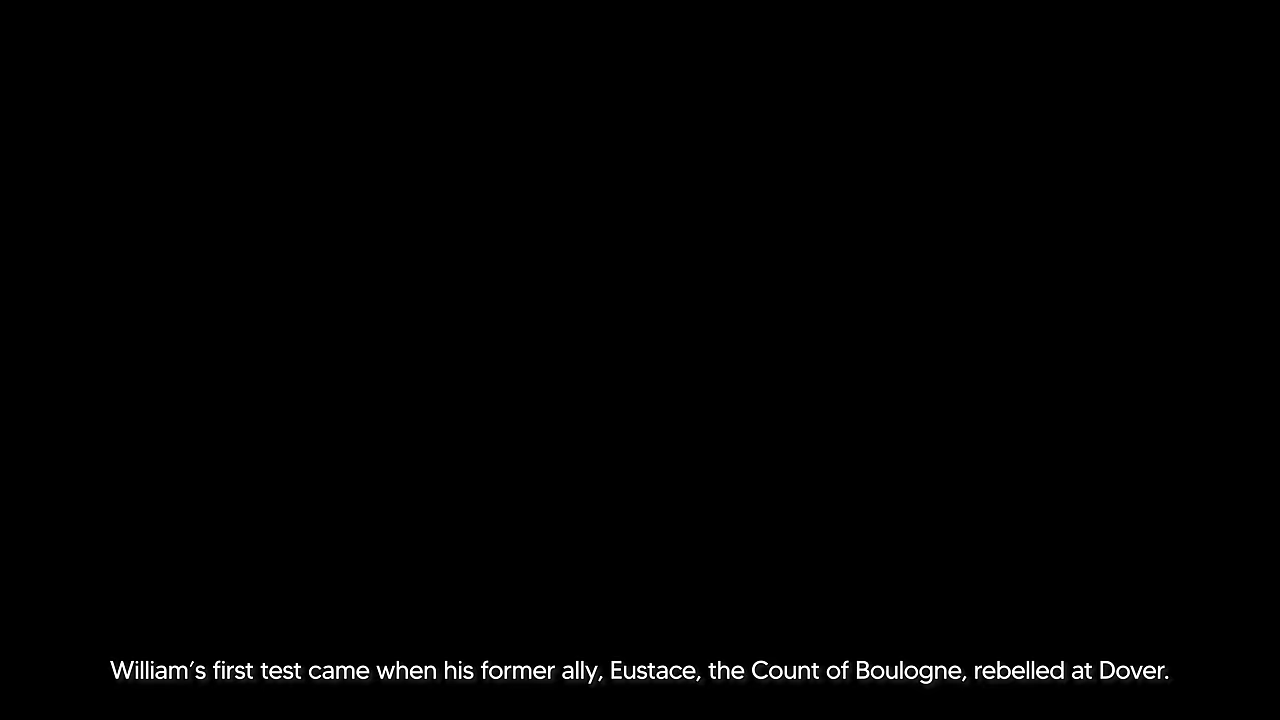 William's first test came when his former ally, Eustace, the Count of Boulogne, rebelled at Dover.